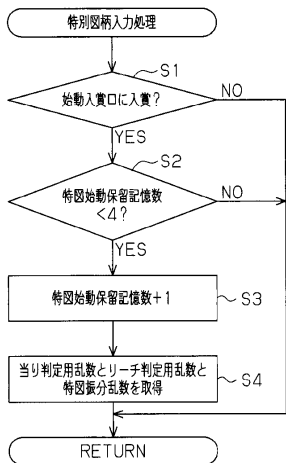 特別図柄入力処理
S1
始動入賞口に入賞?
NO
YES
S2
特図始動保留記憶数
<4?
NO
YES
特図始動保留記憶数+1
S3
当り判定用乱数とリーチ判定用乱数と
特図振分乱数を取得
S4
RETURN